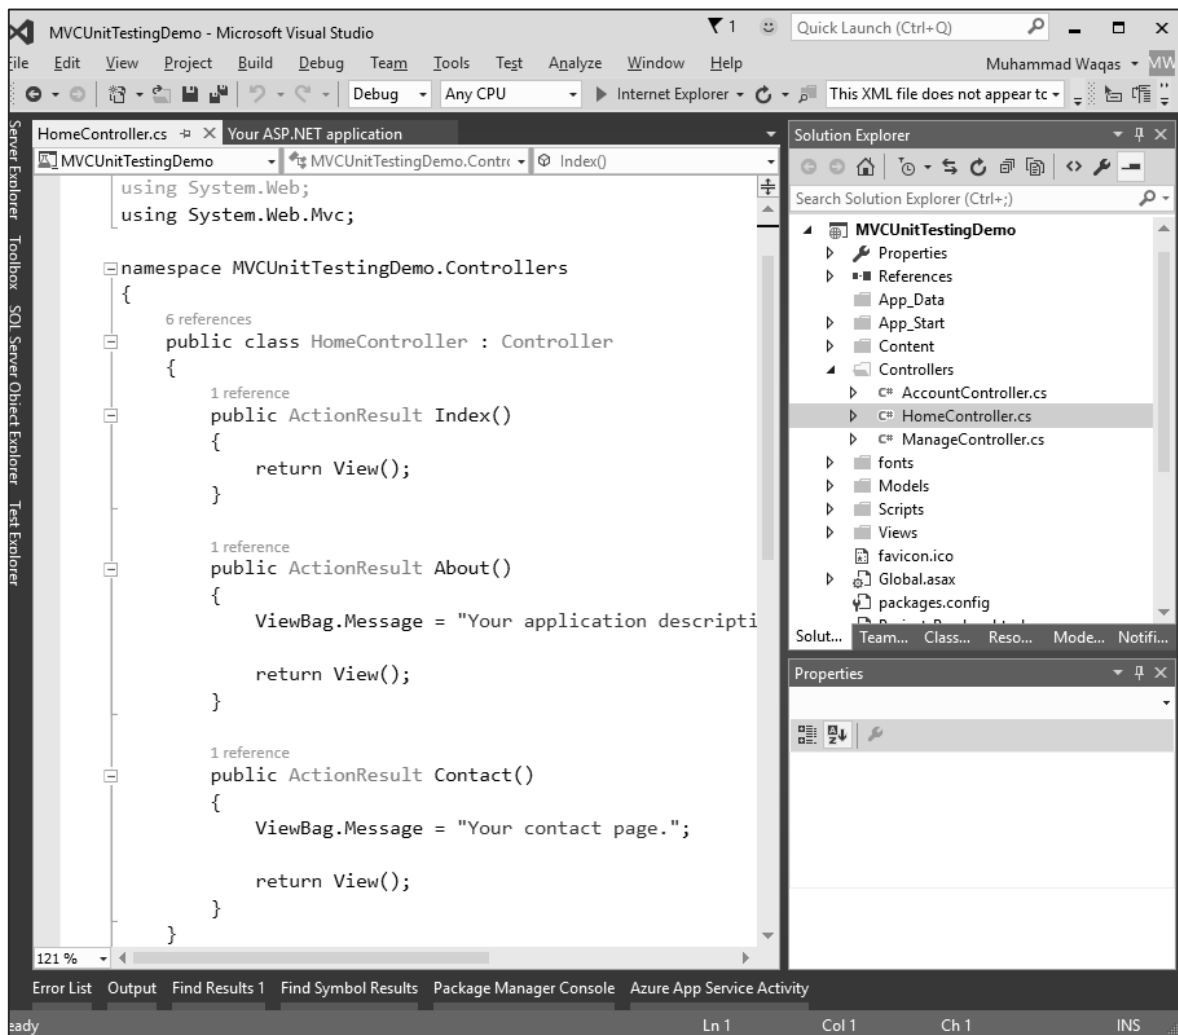 MVCUnitTestingDemo - Microsoft Visual Studio
1
Quick Launch (Ctrl+Q)
File Edit View Project Build Debug Team Tools Test Analyze Window Help
Muhammad Waqas MW
Debug Any CPU Internet Explorer This XML file does not appear tc
Server Explorer
Toolbox
SQL Server Object Explorer
Test Explorer
HomeController.cs Your ASP.NET application
MVCUnitTestingDemo MVCUnitTestingDemo.Contrc Index()
using System.Web;
using System.Web.Mvc;
namespace MVCUnitTestingDemo.Controllers
{
6 references
public class HomeController : Controller
{
1 reference
public ActionResult Index()
{
return View();
}
1 reference
public ActionResult About()
{
ViewBag.Message = "Your application descripti
return View();
}
1 reference
public ActionResult Contact()
{
ViewBag.Message = "Your contact page.";
return View();
}
}
121 %
Solution Explorer
Search Solution Explorer (Ctrl+;)
MVCUnitTestingDemo
Properties
References
App_Data
App_Start
Content
Controllers
C# AccountController.cs
C# HomeController.cs
C# ManageController.cs
fonts
Models
Scripts
Views
favicon.ico
Global.asax
packages.config
Solut... Team... Class... Reso... Mode... Notifi...
Properties
Error List Output Find Results 1 Find Symbol Results Package Manager Console Azure App Service Activity
eady Ln 1 Col 1 Ch 1 INS